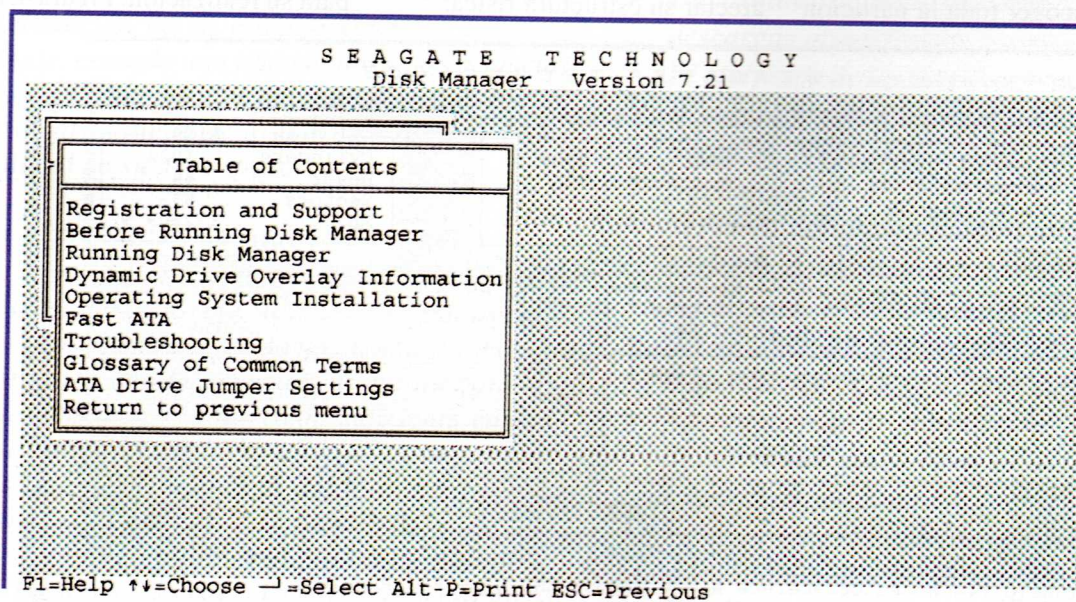 SEAGATE TECHNOLOGY
Disk Manager Version 7.21
Table of Contents
Registration and Support
Before Running Disk Manager
Running Disk Manager
Dynamic Drive Overlay Information
Operating System Installation
Fast ATA
Troubleshooting
Glossary of Common Terms
ATA Drive Jumper Settings
Return to previous menu
F1=Help ↑↓=Choose ─┘=Select Alt-P=Print ESC=Previous